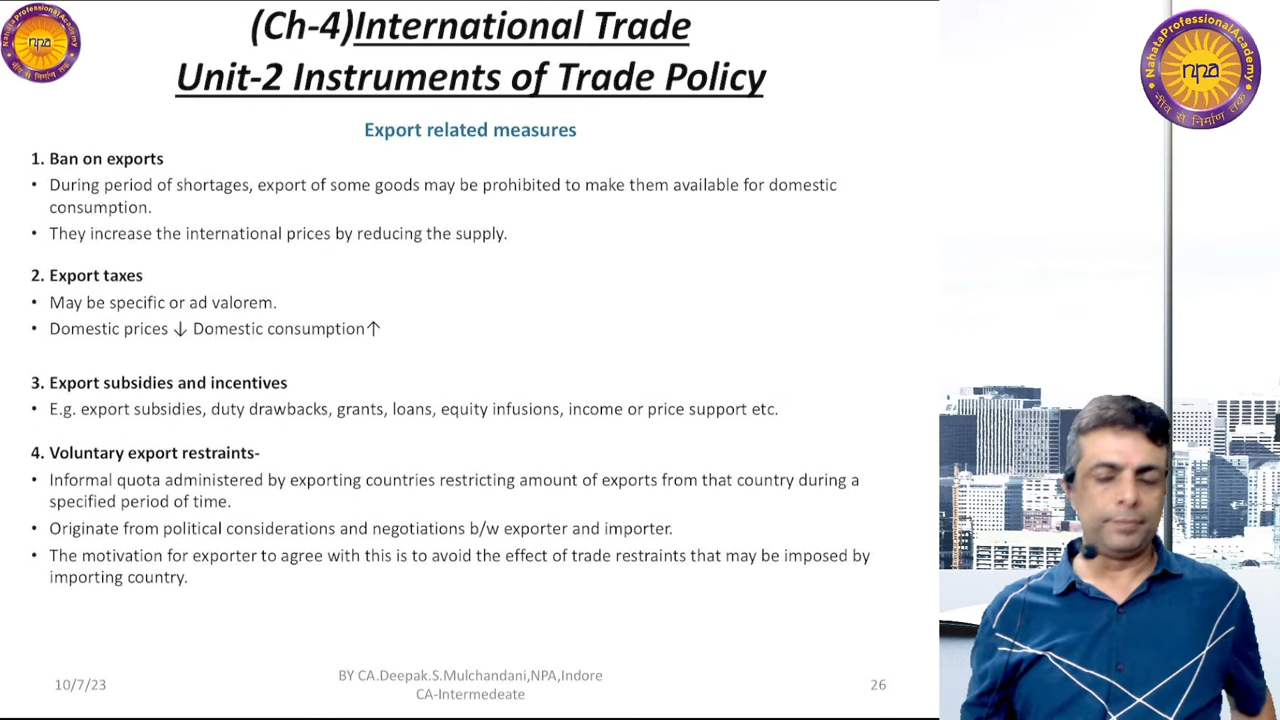 (Ch-4)International Trade
Unit-2 Instruments of Trade Policy
Export related measures
1. Ban on exports
• During period of shortages, export of some goods may be prohibited to make them available for domestic
consumption.
• They increase the international prices by reducing the supply.
2. Export taxes
• May be specific or ad valorem.
• Domestic prices ↓ Domestic consumption↑
3. Export subsidies and incentives
• E.g. export subsidies, duty drawbacks, grants, loans, equity infusions, income or price support etc.
4. Voluntary export restraints-
• Informal quota administered by exporting countries restricting amount of exports from that country during a
specified period of time.
• Originate from political considerations and negotiations b/w exporter and importer.
• The motivation for exporter to agree with this is to avoid the effect of trade restraints that may be imposed by
importing country.
10/7/23
BY CA.Deepak.S.Mulchandani,NPA,Indore
CA-Intermedeate
26
NahataProfessionalAcademy
npa
नींव से निर्माण तक
NahataProfessionalAcademy
npa
नींव से निर्माण तक